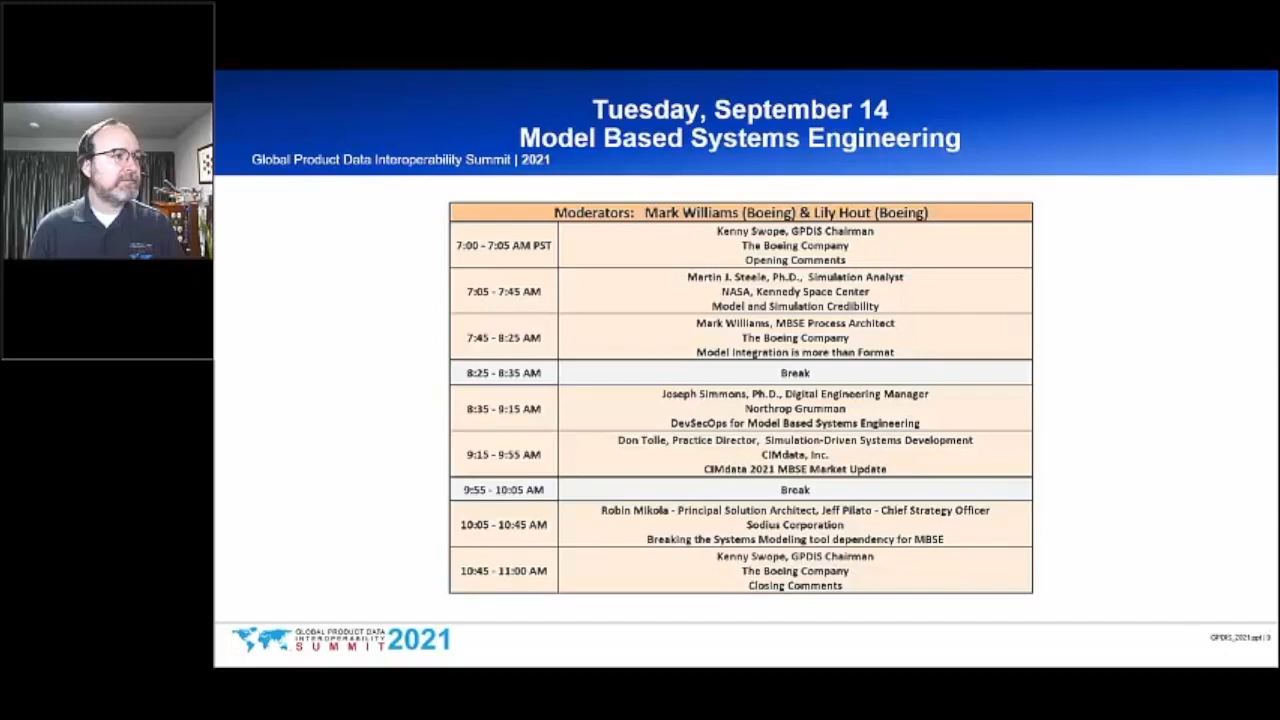 Tuesday, September 14
Model Based Systems Engineering
Global Product Data Interoperability Summit | 2021
Moderators: Mark Williams (Boeing) & Lily Hout (Boeing)
7:00 - 7:05 AM PST
Kenny Swope, GPDIS Chairman
The Boeing Company
Opening Comments
7:05 - 7:45 AM
Martin J. Steele, Ph.D., Simulation Analyst
NASA, Kennedy Space Center
Model and Simulation Credibility
7:45 - 8:25 AM
Mark Williams, MBSE Process Architect
The Boeing Company
Model Integration is more than Format
8:25 - 8:35 AM
Break
8:35 - 9:15 AM
Joseph Simmons, Ph.D., Digital Engineering Manager
Northrop Grumman
DevSecOps for Model Based Systems Engineering
9:15 - 9:55 AM
Don Tolle, Practice Director, Simulation-Driven Systems Development
CIMdata, Inc.
CIMdata 2021 MBSE Market Update
9:55 - 10:05 AM
Break
10:05 - 10:45 AM
Robin Mikola - Principal Solution Architect, Jeff Pilato - Chief Strategy Officer
Sodius Corporation
Breaking the Systems Modeling tool dependency for MBSE
10:45 - 11:00 AM
Kenny Swope, GPDIS Chairman
The Boeing Company
Closing Comments
GLOBAL PRODUCT DATA
INTEROPERABILITY
SUMMIT 2021
GPDIS_2021.ppt | 3